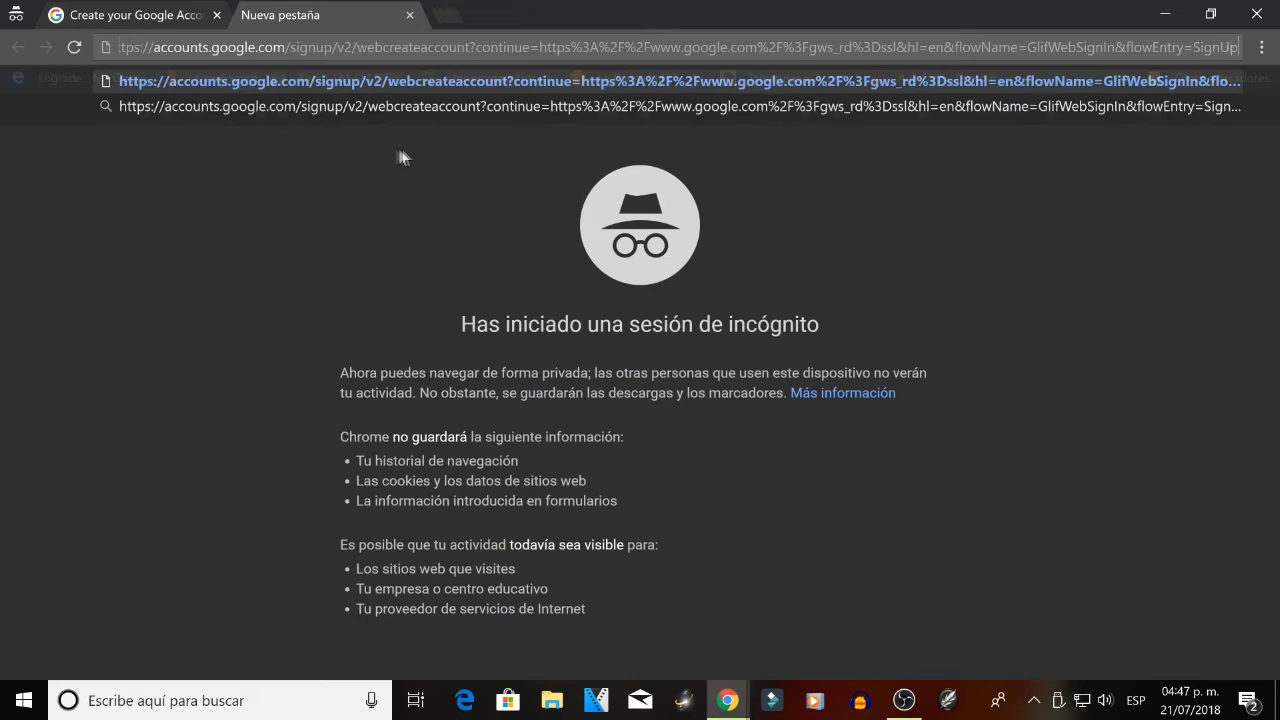 Create your Google Acco
Nueva pestaña
tps://accounts.google.com/signup/v2/webcreateaccount?continue=https%3A%2F%2Fwww.google.com%2F%3Fgws_rd%3Dssl&hl=en&flowName=GlifWebSignIn&flowEntry=SignUp
https://accounts.google.com/signup/v2/webcreateaccount?continue=https%3A%2F%2Fwww.google.com%2F%3Fgws_rd%3Dssl&hl=en&flowName=GlifWebSignIn&flo...
https://accounts.google.com/signup/v2/webcreateaccount?continue=https%3A%2F%2Fwww.google.com%2F%3Fgws_rd%3Dssl&hl=en&flowName=GlifWebSignIn&flowEntry=Sign...
Has iniciado una sesión de incógnito
Ahora puedes navegar de forma privada; las otras personas que usen este dispositivo no verán
tu actividad. No obstante, se guardarán las descargas y los marcadores. Más información
Chrome no guardará la siguiente información:
• Tu historial de navegación
• Las cookies y los datos de sitios web
• La información introducida en formularios
Es posible que tu actividad todavía sea visible para:
• Los sitios web que visites
• Tu empresa o centro educativo
• Tu proveedor de servicios de Internet
Escribe aquí para buscar
ESP
04:47 p. m.
21/07/2018
2